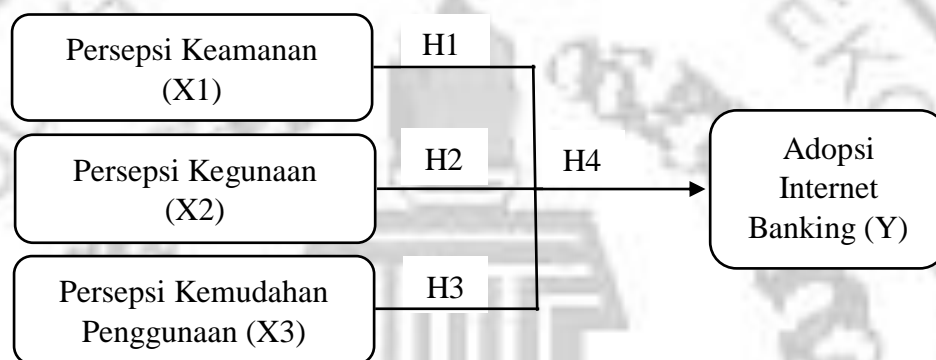 Persepsi Keamanan
(X1)
H1
Persepsi Kegunaan
(X2)
H2
H4
Adopsi
Internet
Banking (Y)
Persepsi Kemudahan
Penggunaan (X3)
H3